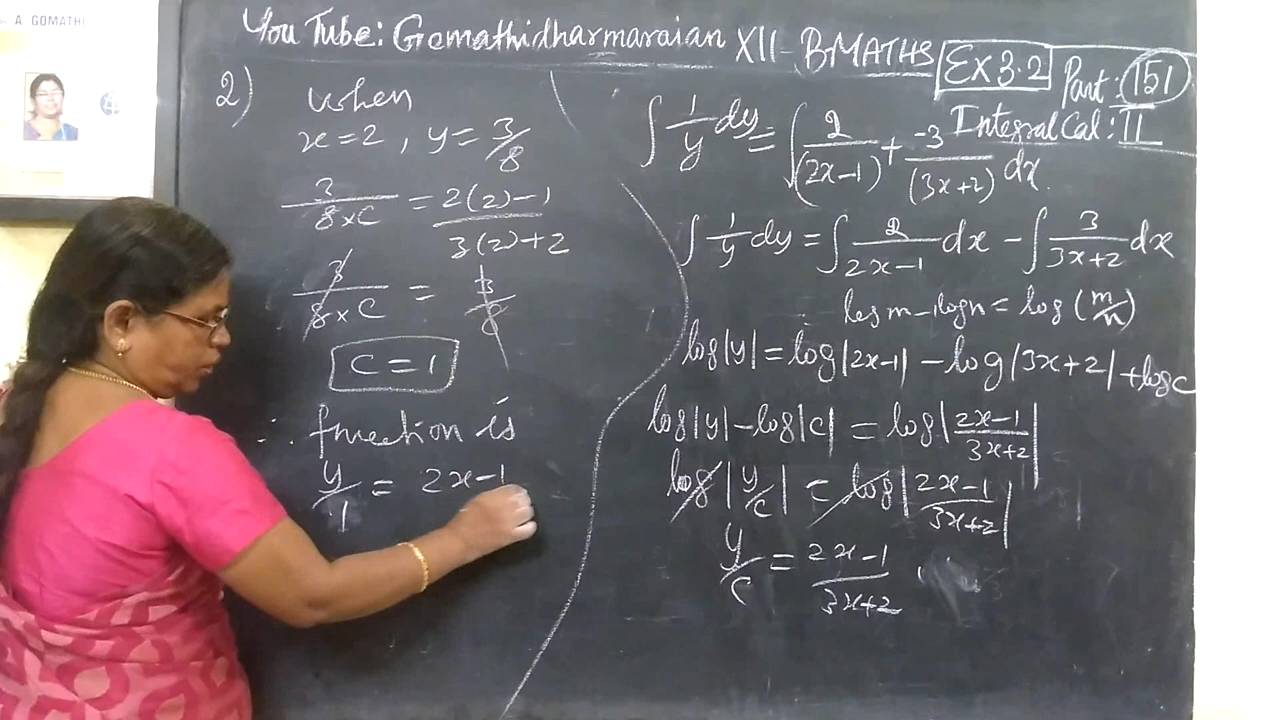 A. GOMATHI
You Tube: Gomathidharmaraian XII - B.MATHS Ex 3.2 Part: 151
Integral Cal: II
2) when
x = 2 , y = 3/8
3/(8×C) = (2(2)-1)/(3(2)+2)
3/(8×C) = 3/8
C = 1
∴ function is
y/1 = 2x-1
∫ 1/y dy = ∫ 2/(2x-1) + -3/(3x+2) dx.
∫ 1/y dy = ∫ 2/(2x-1) dx - ∫ 3/(3x+2) dx
log m - log n = log (m/n)
log|y| = log|2x-1| - log|3x+2| + log c
log|y| - log|c| = log|(2x-1)/(3x+2)|
log|y/c| = log|(2x-1)/(3x+2)|
y/c = (2x-1)/(3x+2)